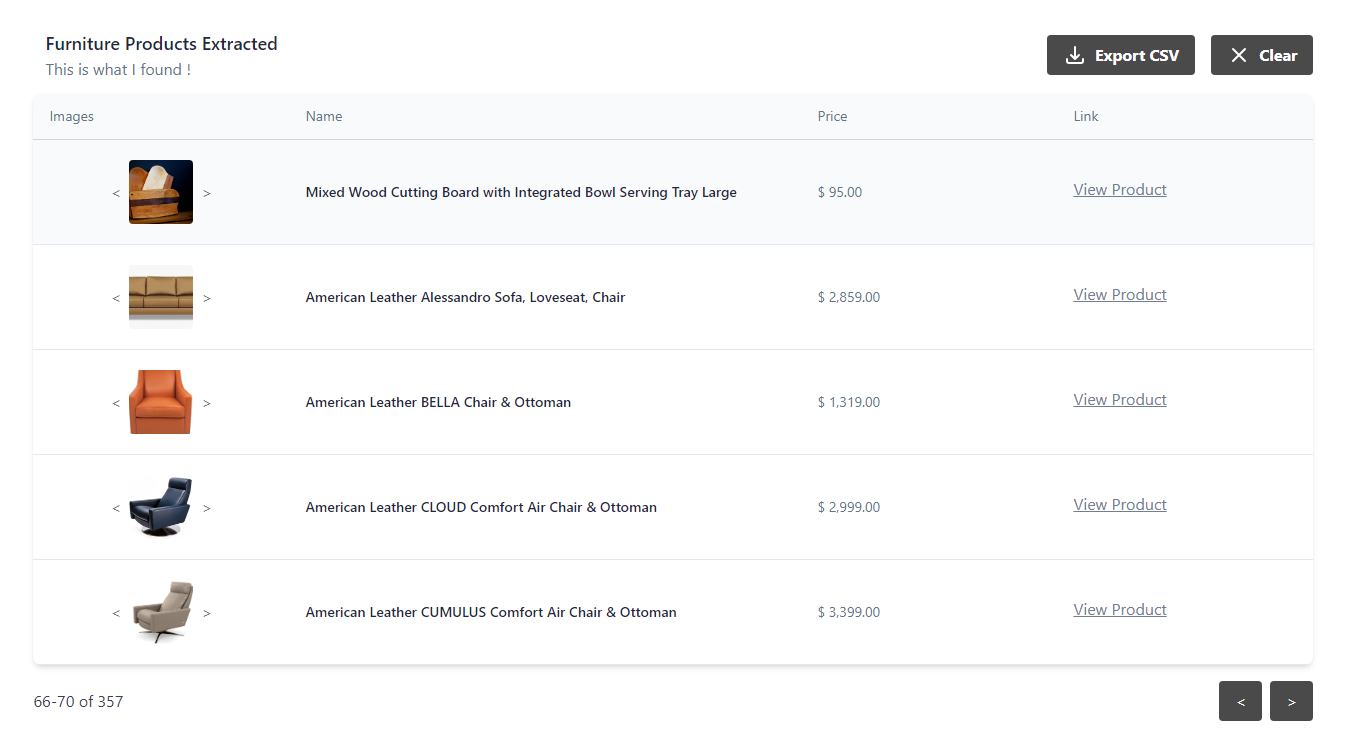 Furniture Products Extracted
This is what I found !
Export CSV
Clear
Images Name Price Link
< > Mixed Wood Cutting Board with Integrated Bowl Serving Tray Large $ 95.00 View Product
< > American Leather Alessandro Sofa, Loveseat, Chair $ 2,859.00 View Product
< > American Leather BELLA Chair & Ottoman $ 1,319.00 View Product
< > American Leather CLOUD Comfort Air Chair & Ottoman $ 2,999.00 View Product
< > American Leather CUMULUS Comfort Air Chair & Ottoman $ 3,399.00 View Product
66-70 of 357 < >